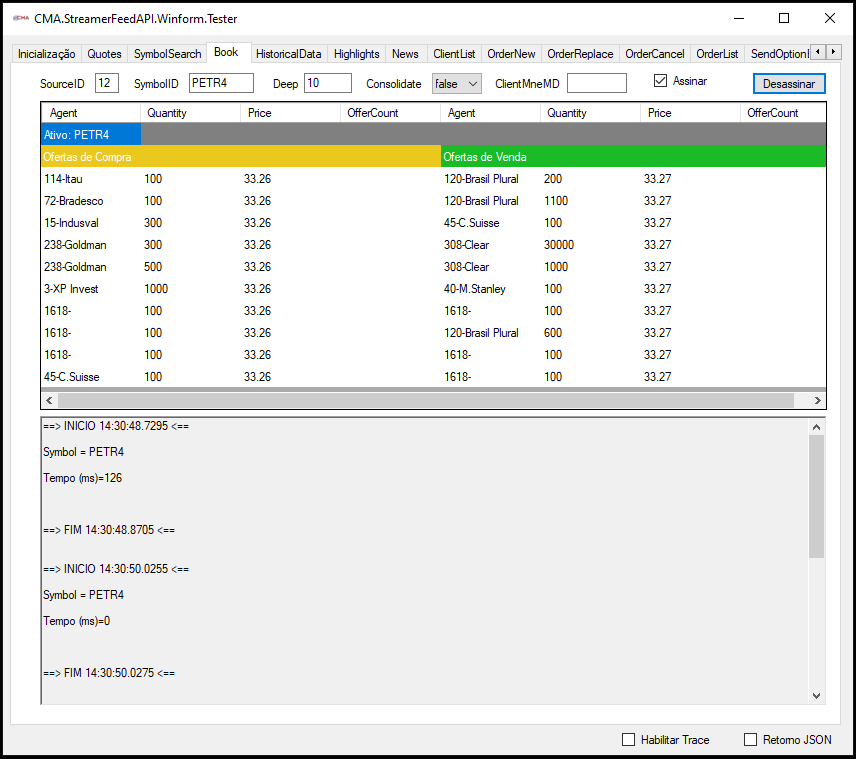 CMA CMA.StreamerFeedAPI.Winform.Tester
Inicialização Quotes SymbolSearch Book HistoricalData Highlights News ClientList OrderNew OrderReplace OrderCancel OrderList SendOptionl
SourceID 12 SymbolID PETR4 Deep 10 Consolidate false ClientMneMD Assinar Desassinar
Agent Quantity Price OfferCount Agent Quantity Price OfferCount
Ativo: PETR4
Ofertas de Compra Ofertas de Venda
114-Itau 100 33.26 120-Brasil Plural 200 33.27
72-Bradesco 100 33.26 120-Brasil Plural 1100 33.27
15-Indusval 300 33.26 45-C.Suisse 100 33.27
238-Goldman 300 33.26 308-Clear 30000 33.27
238-Goldman 500 33.26 308-Clear 1000 33.27
3-XP Invest 1000 33.26 40-M.Stanley 100 33.27
1618- 100 33.26 1618- 100 33.27
1618- 100 33.26 120-Brasil Plural 600 33.27
1618- 100 33.26 1618- 100 33.27
45-C.Suisse 100 33.26 1618- 100 33.27
==> INICIO 14:30:48.7295 <==
Symbol = PETR4
Tempo (ms)=126
==> FIM 14:30:48.8705 <==
==> INICIO 14:30:50.0255 <==
Symbol = PETR4
Tempo (ms)=0
==> FIM 14:30:50.0275 <==
Habilitar Trace Retorno JSON